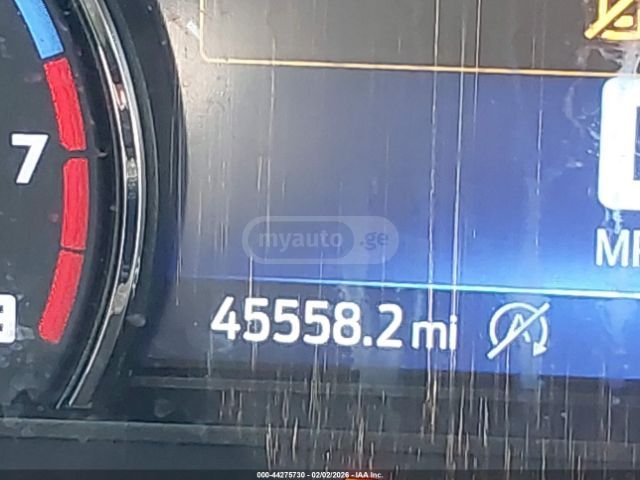 7
myauto.ge
MP
45558.2 mi
A
000-44275730 - 02/02/2026 - IAA Inc.